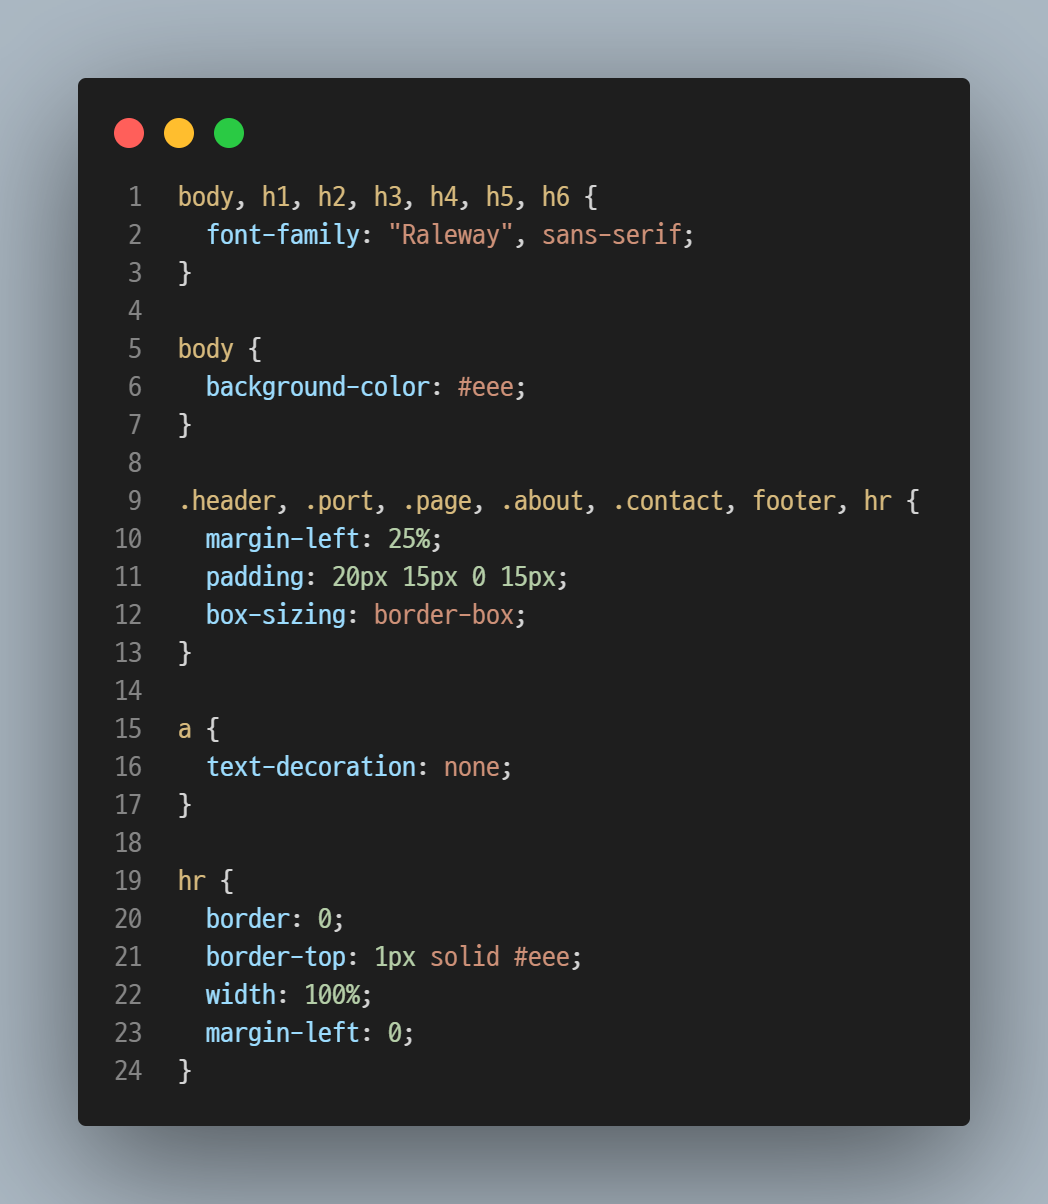 1 body, h1, h2, h3, h4, h5, h6 {
2   font-family: "Raleway", sans-serif;
3 }
4
5 body {
6   background-color: #eee;
7 }
8
9 .header, .port, .page, .about, .contact, footer, hr {
10   margin-left: 25%;
11   padding: 20px 15px 0 15px;
12   box-sizing: border-box;
13 }
14
15 a {
16   text-decoration: none;
17 }
18
19 hr {
20   border: 0;
21   border-top: 1px solid #eee;
22   width: 100%;
23   margin-left: 0;
24 }